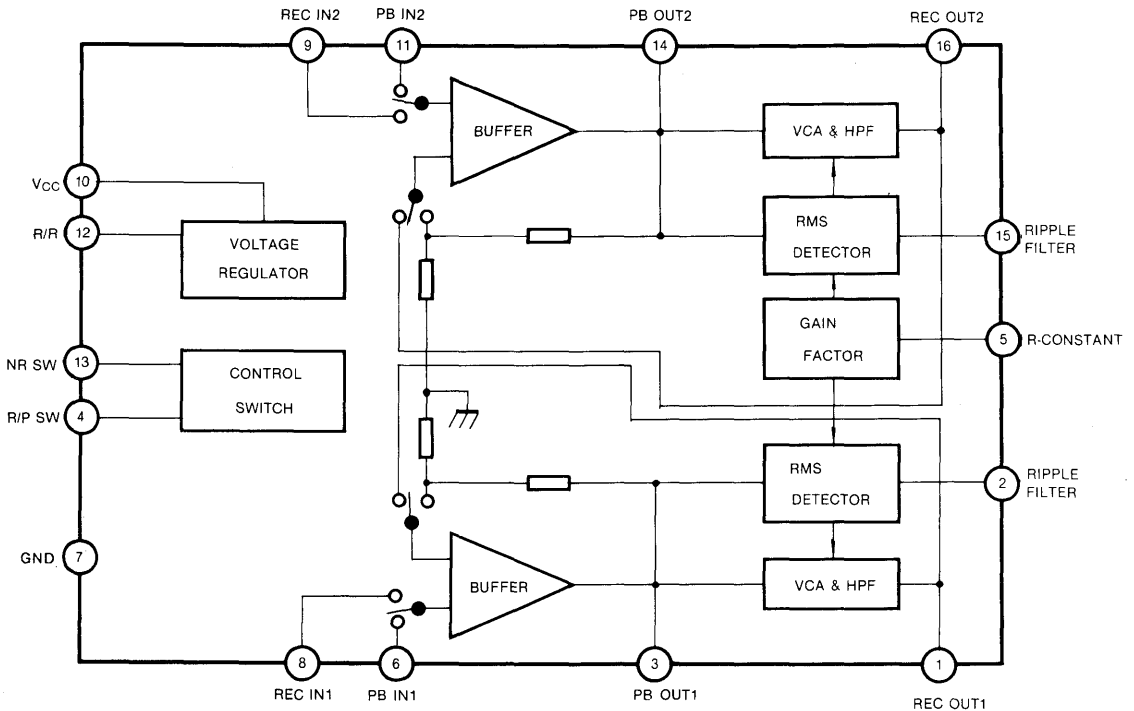 REC IN2
PB IN2
PB OUT2
REC OUT2
9
11
14
16
BUFFER
VCA & HPF
VCC
10
R/R
12
VOLTAGE
REGULATOR
RMS
DETECTOR
15
RIPPLE
FILTER
GAIN
FACTOR
5
R-CONSTANT
NR SW
13
R/P SW
4
CONTROL
SWITCH
RMS
DETECTOR
2
RIPPLE
FILTER
GND
7
BUFFER
VCA & HPF
8
6
3
1
REC IN1
PB IN1
PB OUT1
REC OUT1